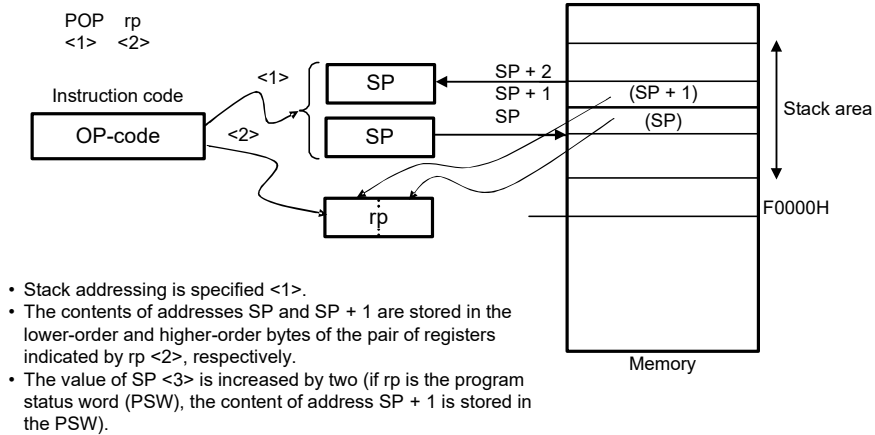 POP rp
<1> <2>
Instruction code
OP-code
<1>
<2>
SP
SP
rp
SP + 2
SP + 1
SP
(SP + 1)
(SP)
Stack area
F0000H
Memory
• Stack addressing is specified <1>.
• The contents of addresses SP and SP + 1 are stored in the
lower-order and higher-order bytes of the pair of registers
indicated by rp <2>, respectively.
• The value of SP <3> is increased by two (if rp is the program
status word (PSW), the content of address SP + 1 is stored in
the PSW).